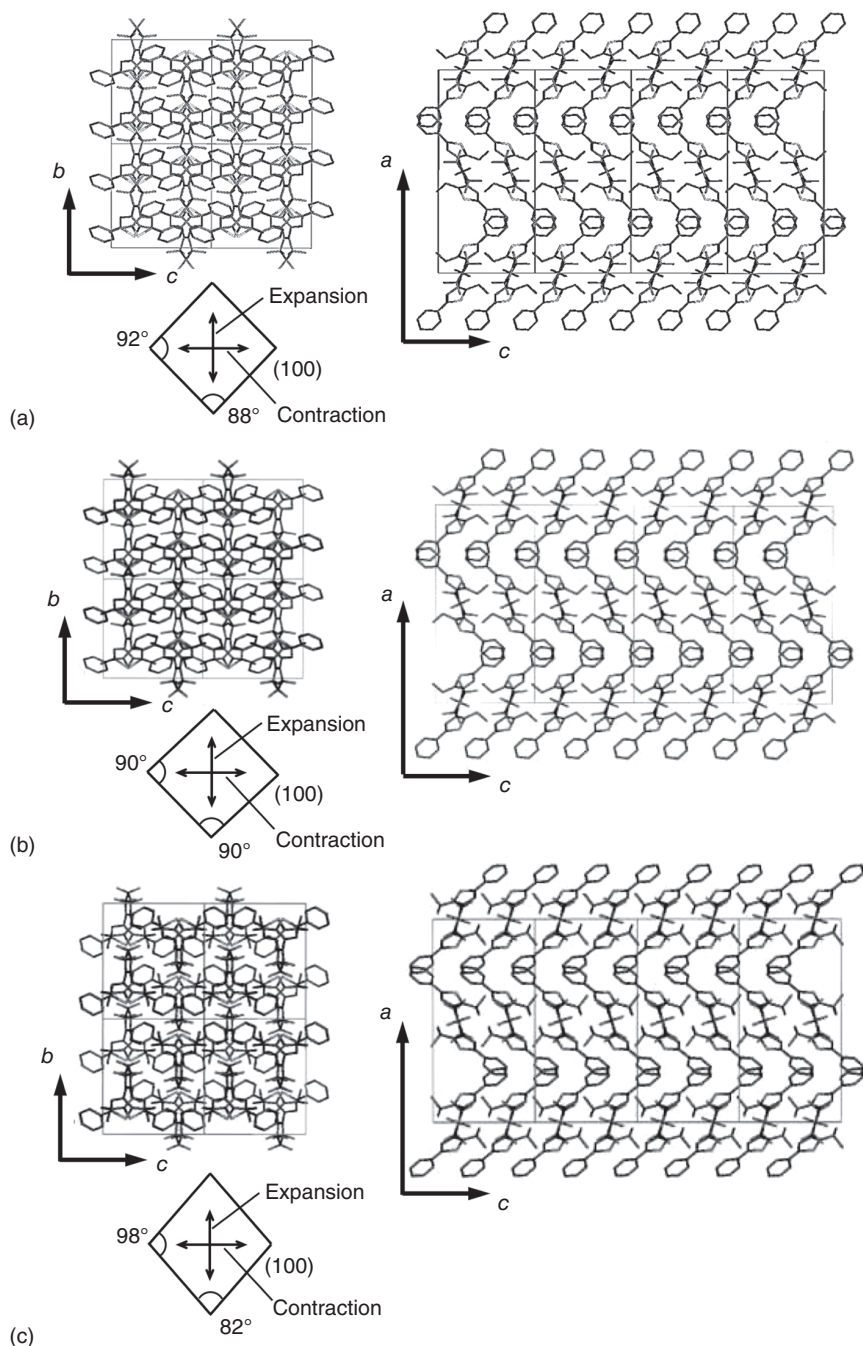 b
c
a
c
Expansion
92°
(100)
88°
Contraction
(a)
b
c
a
c
Expansion
90°
(100)
90°
Contraction
(b)
b
c
a
c
Expansion
98°
(100)
82°
Contraction
(c)